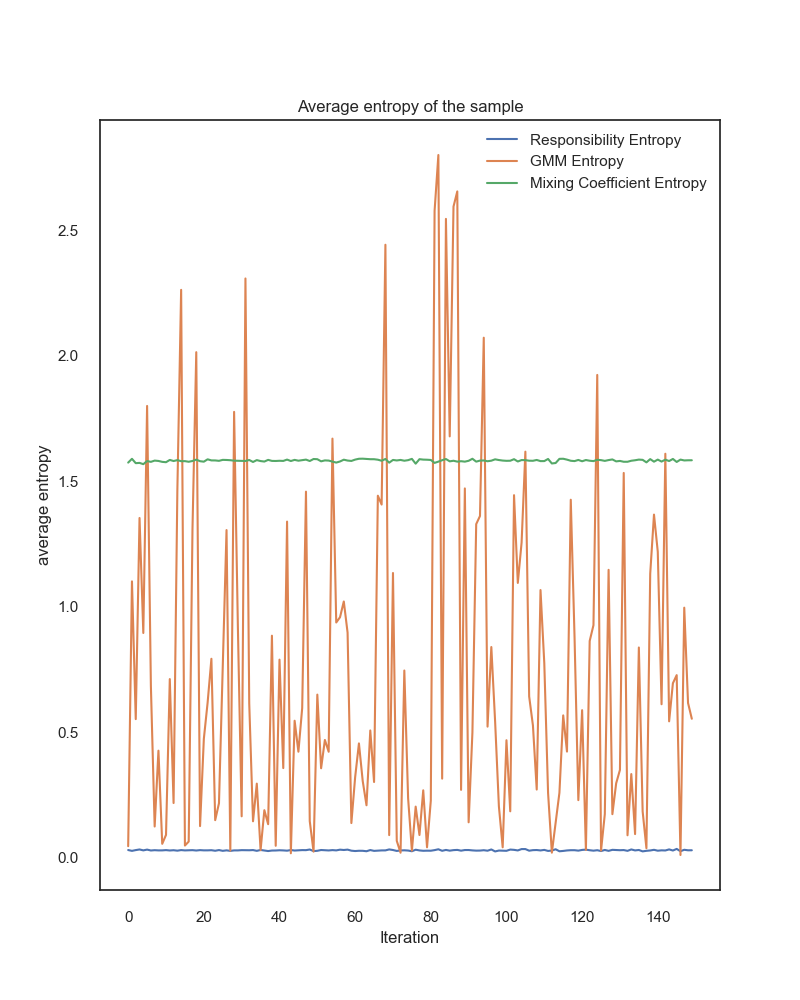 Average entropy of the sample
Responsibility Entropy
GMM Entropy
Mixing Coefficient Entropy
average entropy
2.5
2.0
1.5
1.0
0.5
0.0
0 20 40 60 80 100 120 140
Iteration